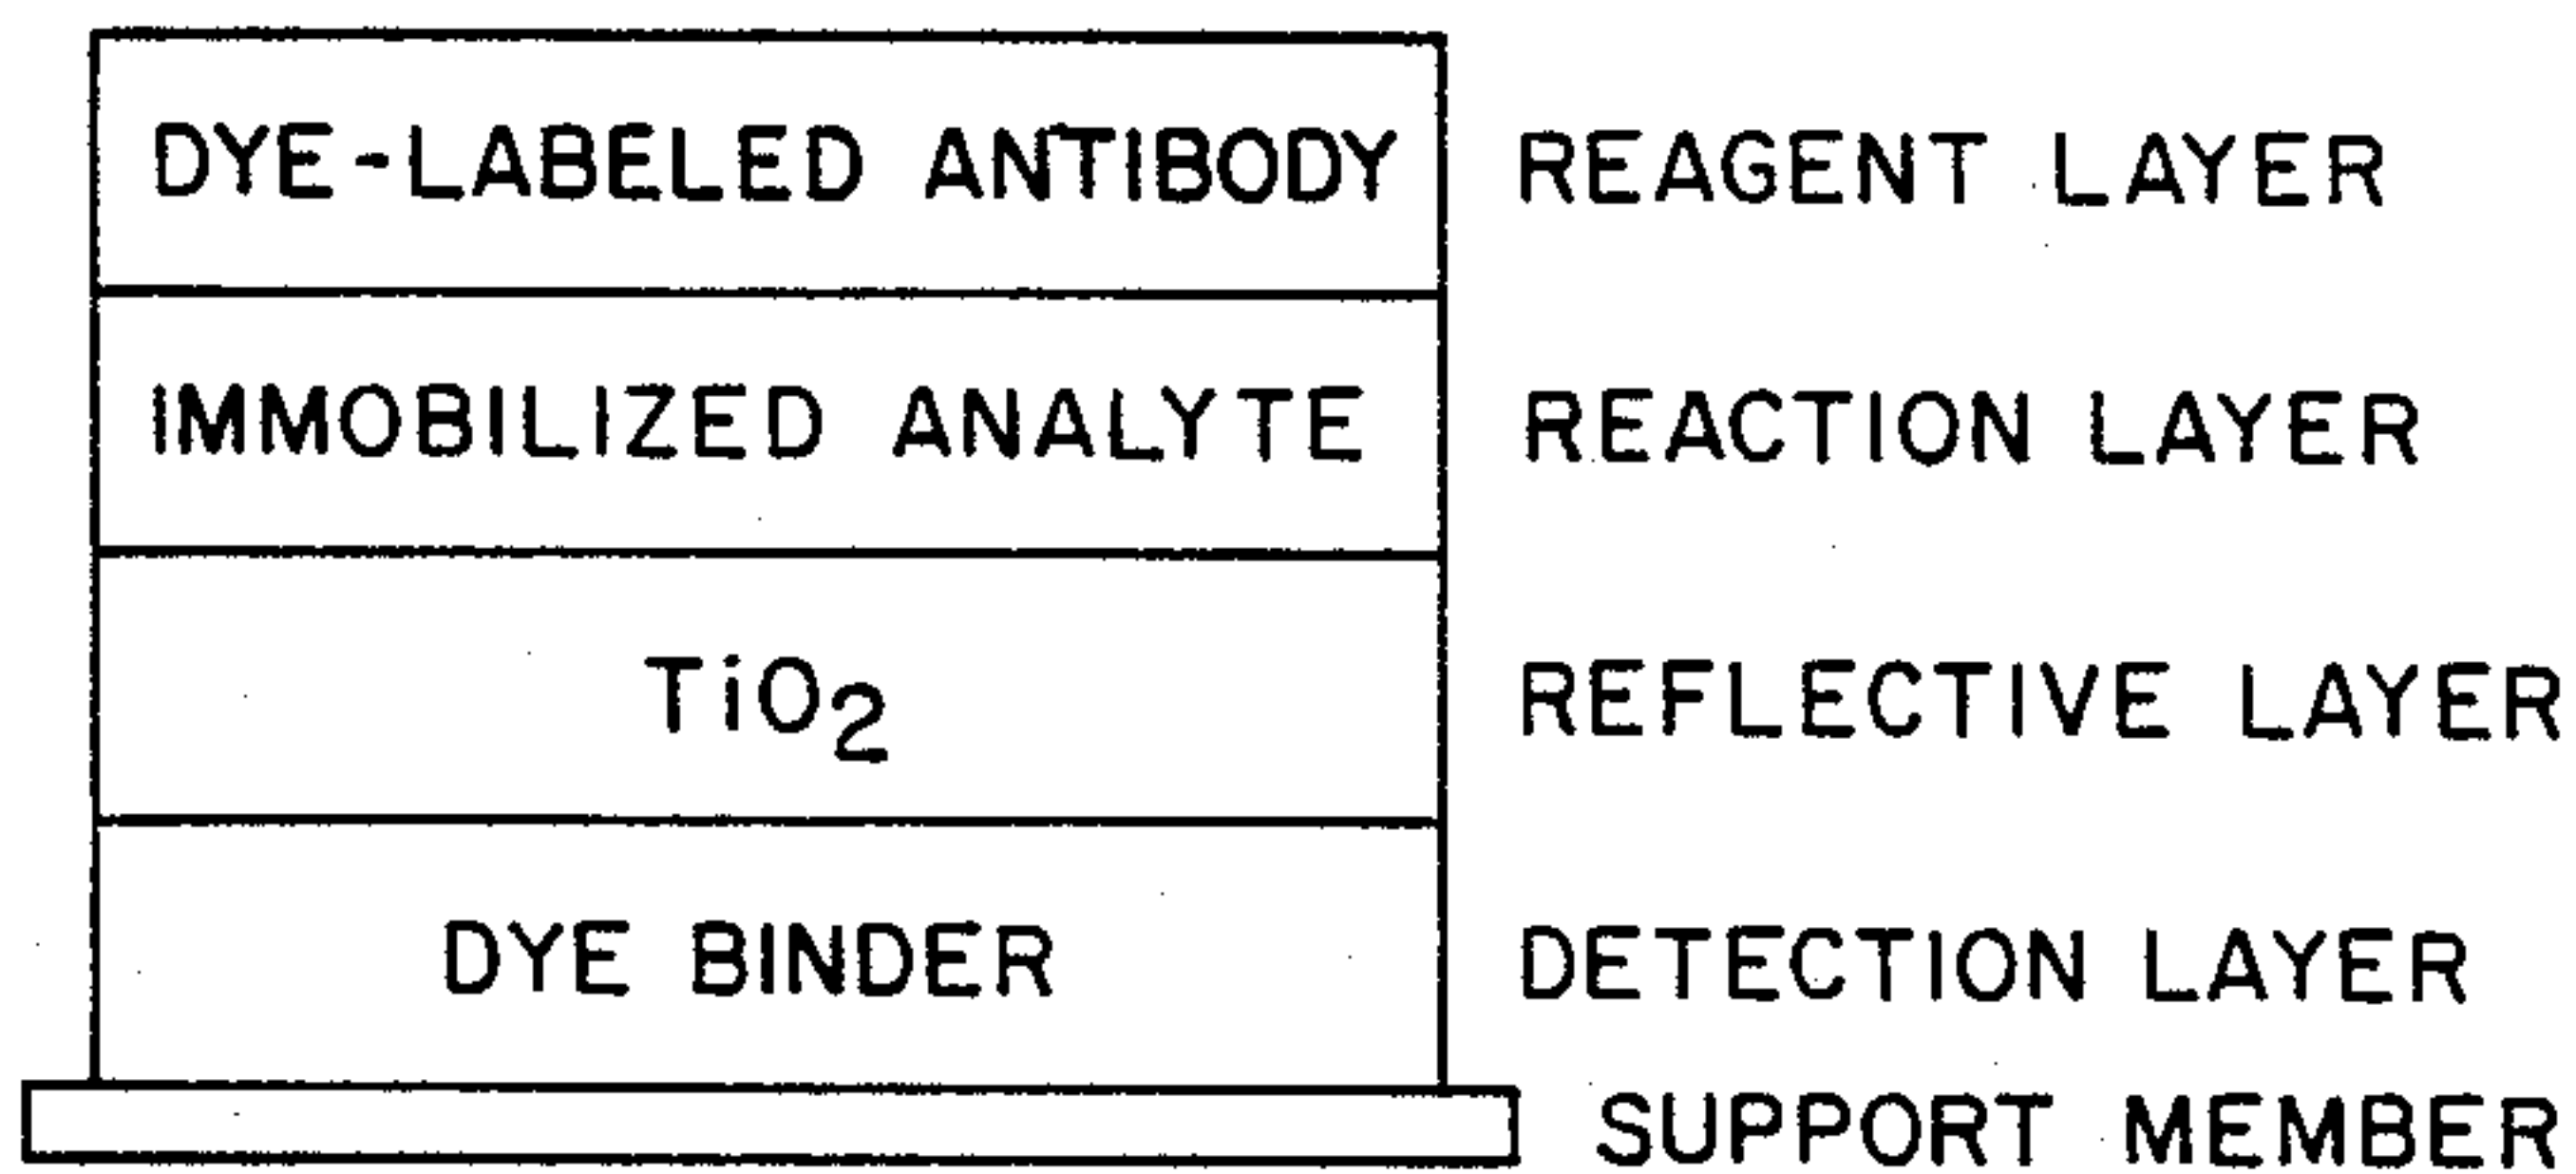 DYE-LABELED ANTIBODY REAGENT LAYER
IMMOBILIZED ANALYTE REACTION LAYER
TiO2 REFLECTIVE LAYER
DYE BINDER DETECTION LAYER
SUPPORT MEMBER